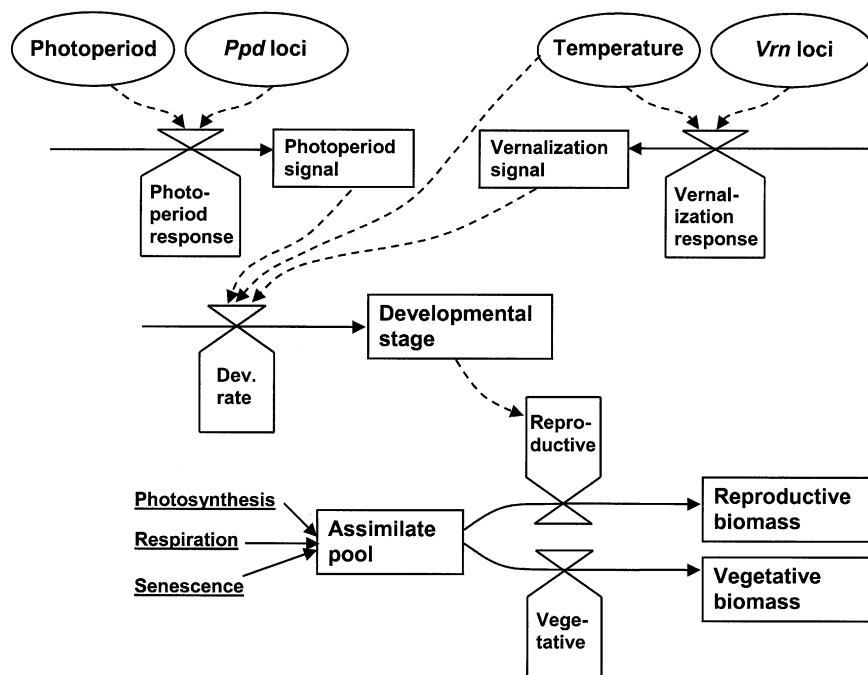 Photoperiod
Ppd loci
Temperature
Vrn loci
Photoperiod
signal
Vernalization
signal
Photo-
period
response
Vernal-
ization
response
Developmental
stage
Dev.
rate
Repro-
ductive
Photosynthesis
Respiration
Senescence
Assimilate
pool
Reproductive
biomass
Vegetative
biomass
Vege-
tative